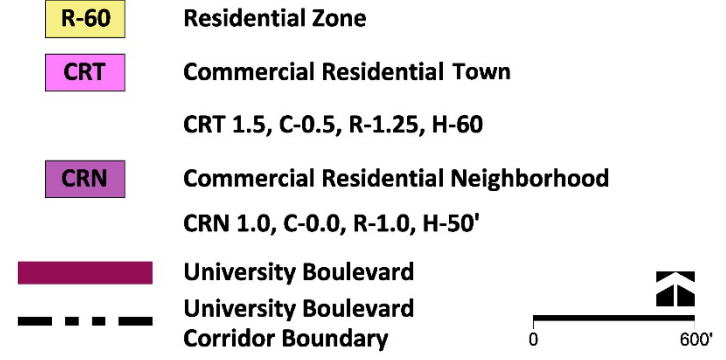 R-60 Residential Zone
CRT Commercial Residential Town
CRT 1.5, C-0.5, R-1.25, H-60
CRN Commercial Residential Neighborhood
CRN 1.0, C-0.0, R-1.0, H-50'
University Boulevard
University Boulevard
Corridor Boundary
0 600'